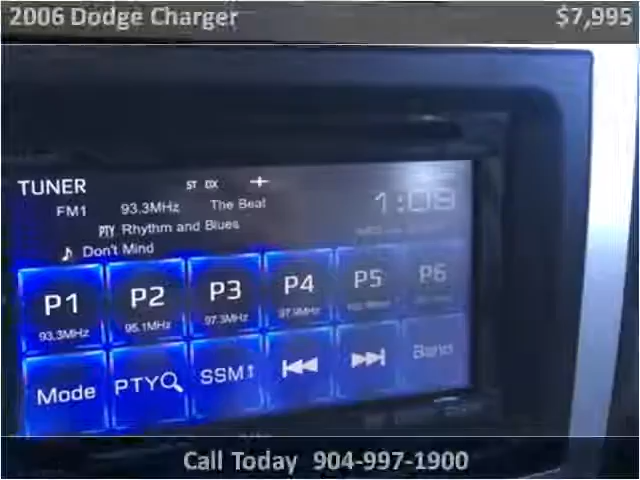 2006 Dodge Charger $7,995
TUNER ST DX
FM1 93.3MHz The Beat 1:09
PTY Rhythm and Blues
Don't Mind
P1 P2 P3 P4 P5 P6
93.3MHz 95.1MHz 97.3MHz 97.9MHz
Mode PTY SSM Band
Call Today 904-997-1900